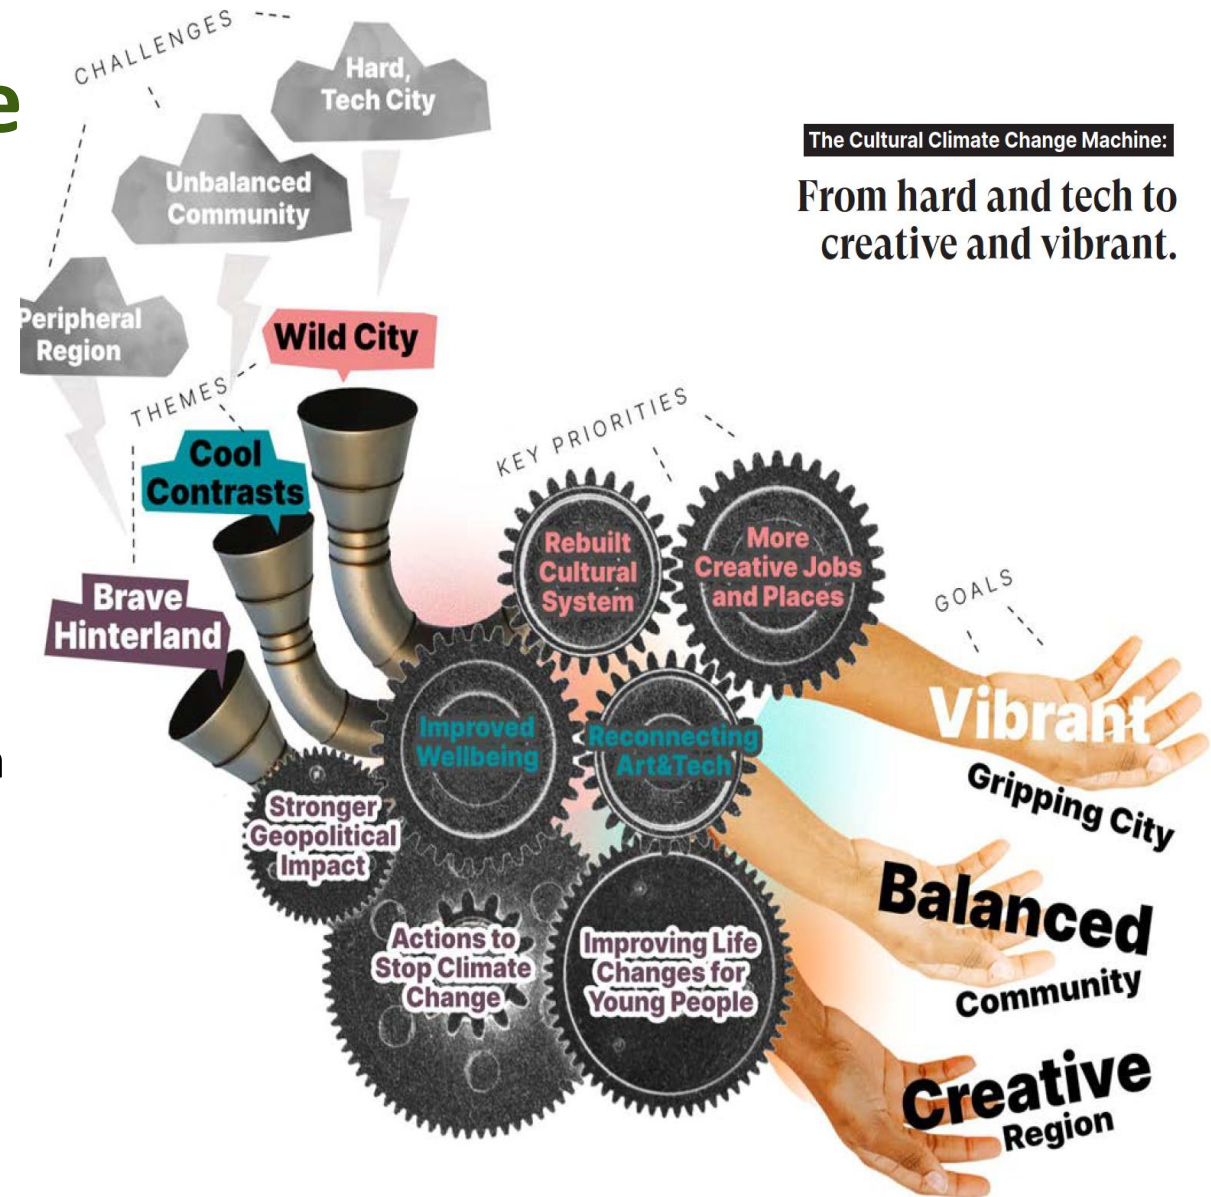 e
CHALLENGES
Hard,
Tech City
Unbalanced
Community
Peripheral
Region
The Cultural Climate Change Machine:
From hard and tech to
creative and vibrant.
THEMES
Wild City
Cool
Contrasts
Brave
Hinterland
KEY PRIORITIES
Rebuilt
Cultural
System
More
Creative Jobs
and Places
Improved
Wellbeing
Reconnecting
Art&Tech
Stronger
Geopolitical
Impact
Actions to
Stop Climate
Change
Improving Life
Changes for
Young People
GOALS
Vibrant
Gripping City
Balanced
Community
Creative
Region